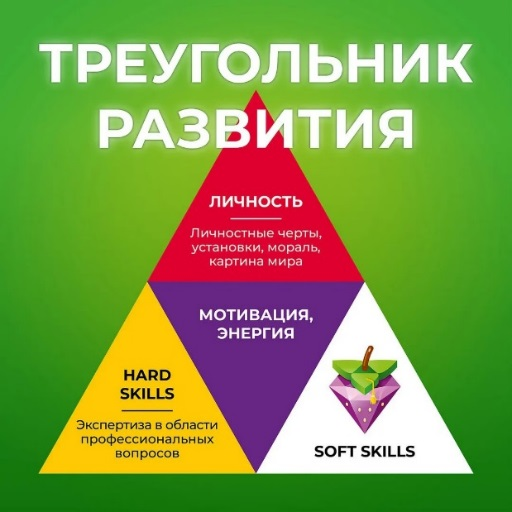 ТРЕУГОЛЬНИК
РАЗВИТИЯ
ЛИЧНОСТЬ
Личностные черты,
установки, мораль,
картина мира
МОТИВАЦИЯ,
ЭНЕРГИЯ
HARD
SKILLS
Экспертиза в области
профессиональных
вопросов
SOFT SKILLS